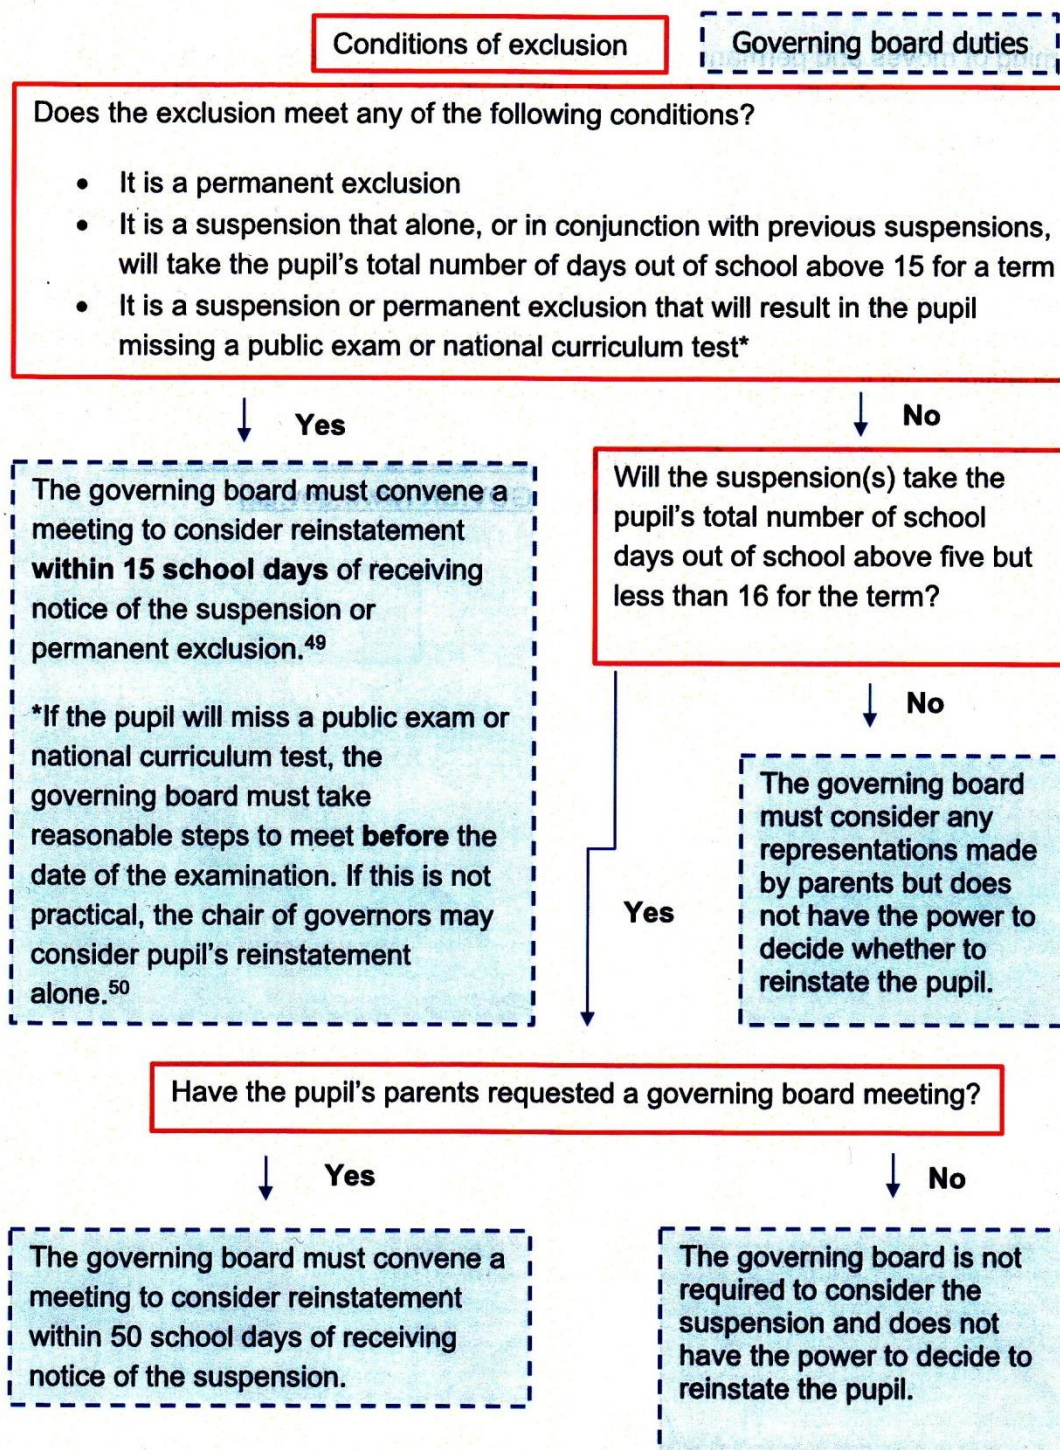 Conditions of exclusion
Governing board duties
Does the exclusion meet any of the following conditions?
• It is a permanent exclusion
• It is a suspension that alone, or in conjunction with previous suspensions,
will take the pupil's total number of days out of school above 15 for a term
• It is a suspension or permanent exclusion that will result in the pupil
missing a public exam or national curriculum test*
Yes
No
The governing board must convene a
meeting to consider reinstatement
within 15 school days of receiving
notice of the suspension or
permanent exclusion.49
*If the pupil will miss a public exam or
national curriculum test, the
governing board must take
reasonable steps to meet before the
date of the examination. If this is not
practical, the chair of governors may
consider pupil's reinstatement
alone.50
Will the suspension(s) take the
pupil's total number of school
days out of school above five but
less than 16 for the term?
No
Yes
The governing board
must consider any
representations made
by parents but does
not have the power to
decide whether to
reinstate the pupil.
Have the pupil's parents requested a governing board meeting?
Yes
No
The governing board must convene a
meeting to consider reinstatement
within 50 school days of receiving
notice of the suspension.
The governing board is not
required to consider the
suspension and does not
have the power to decide to
reinstate the pupil.